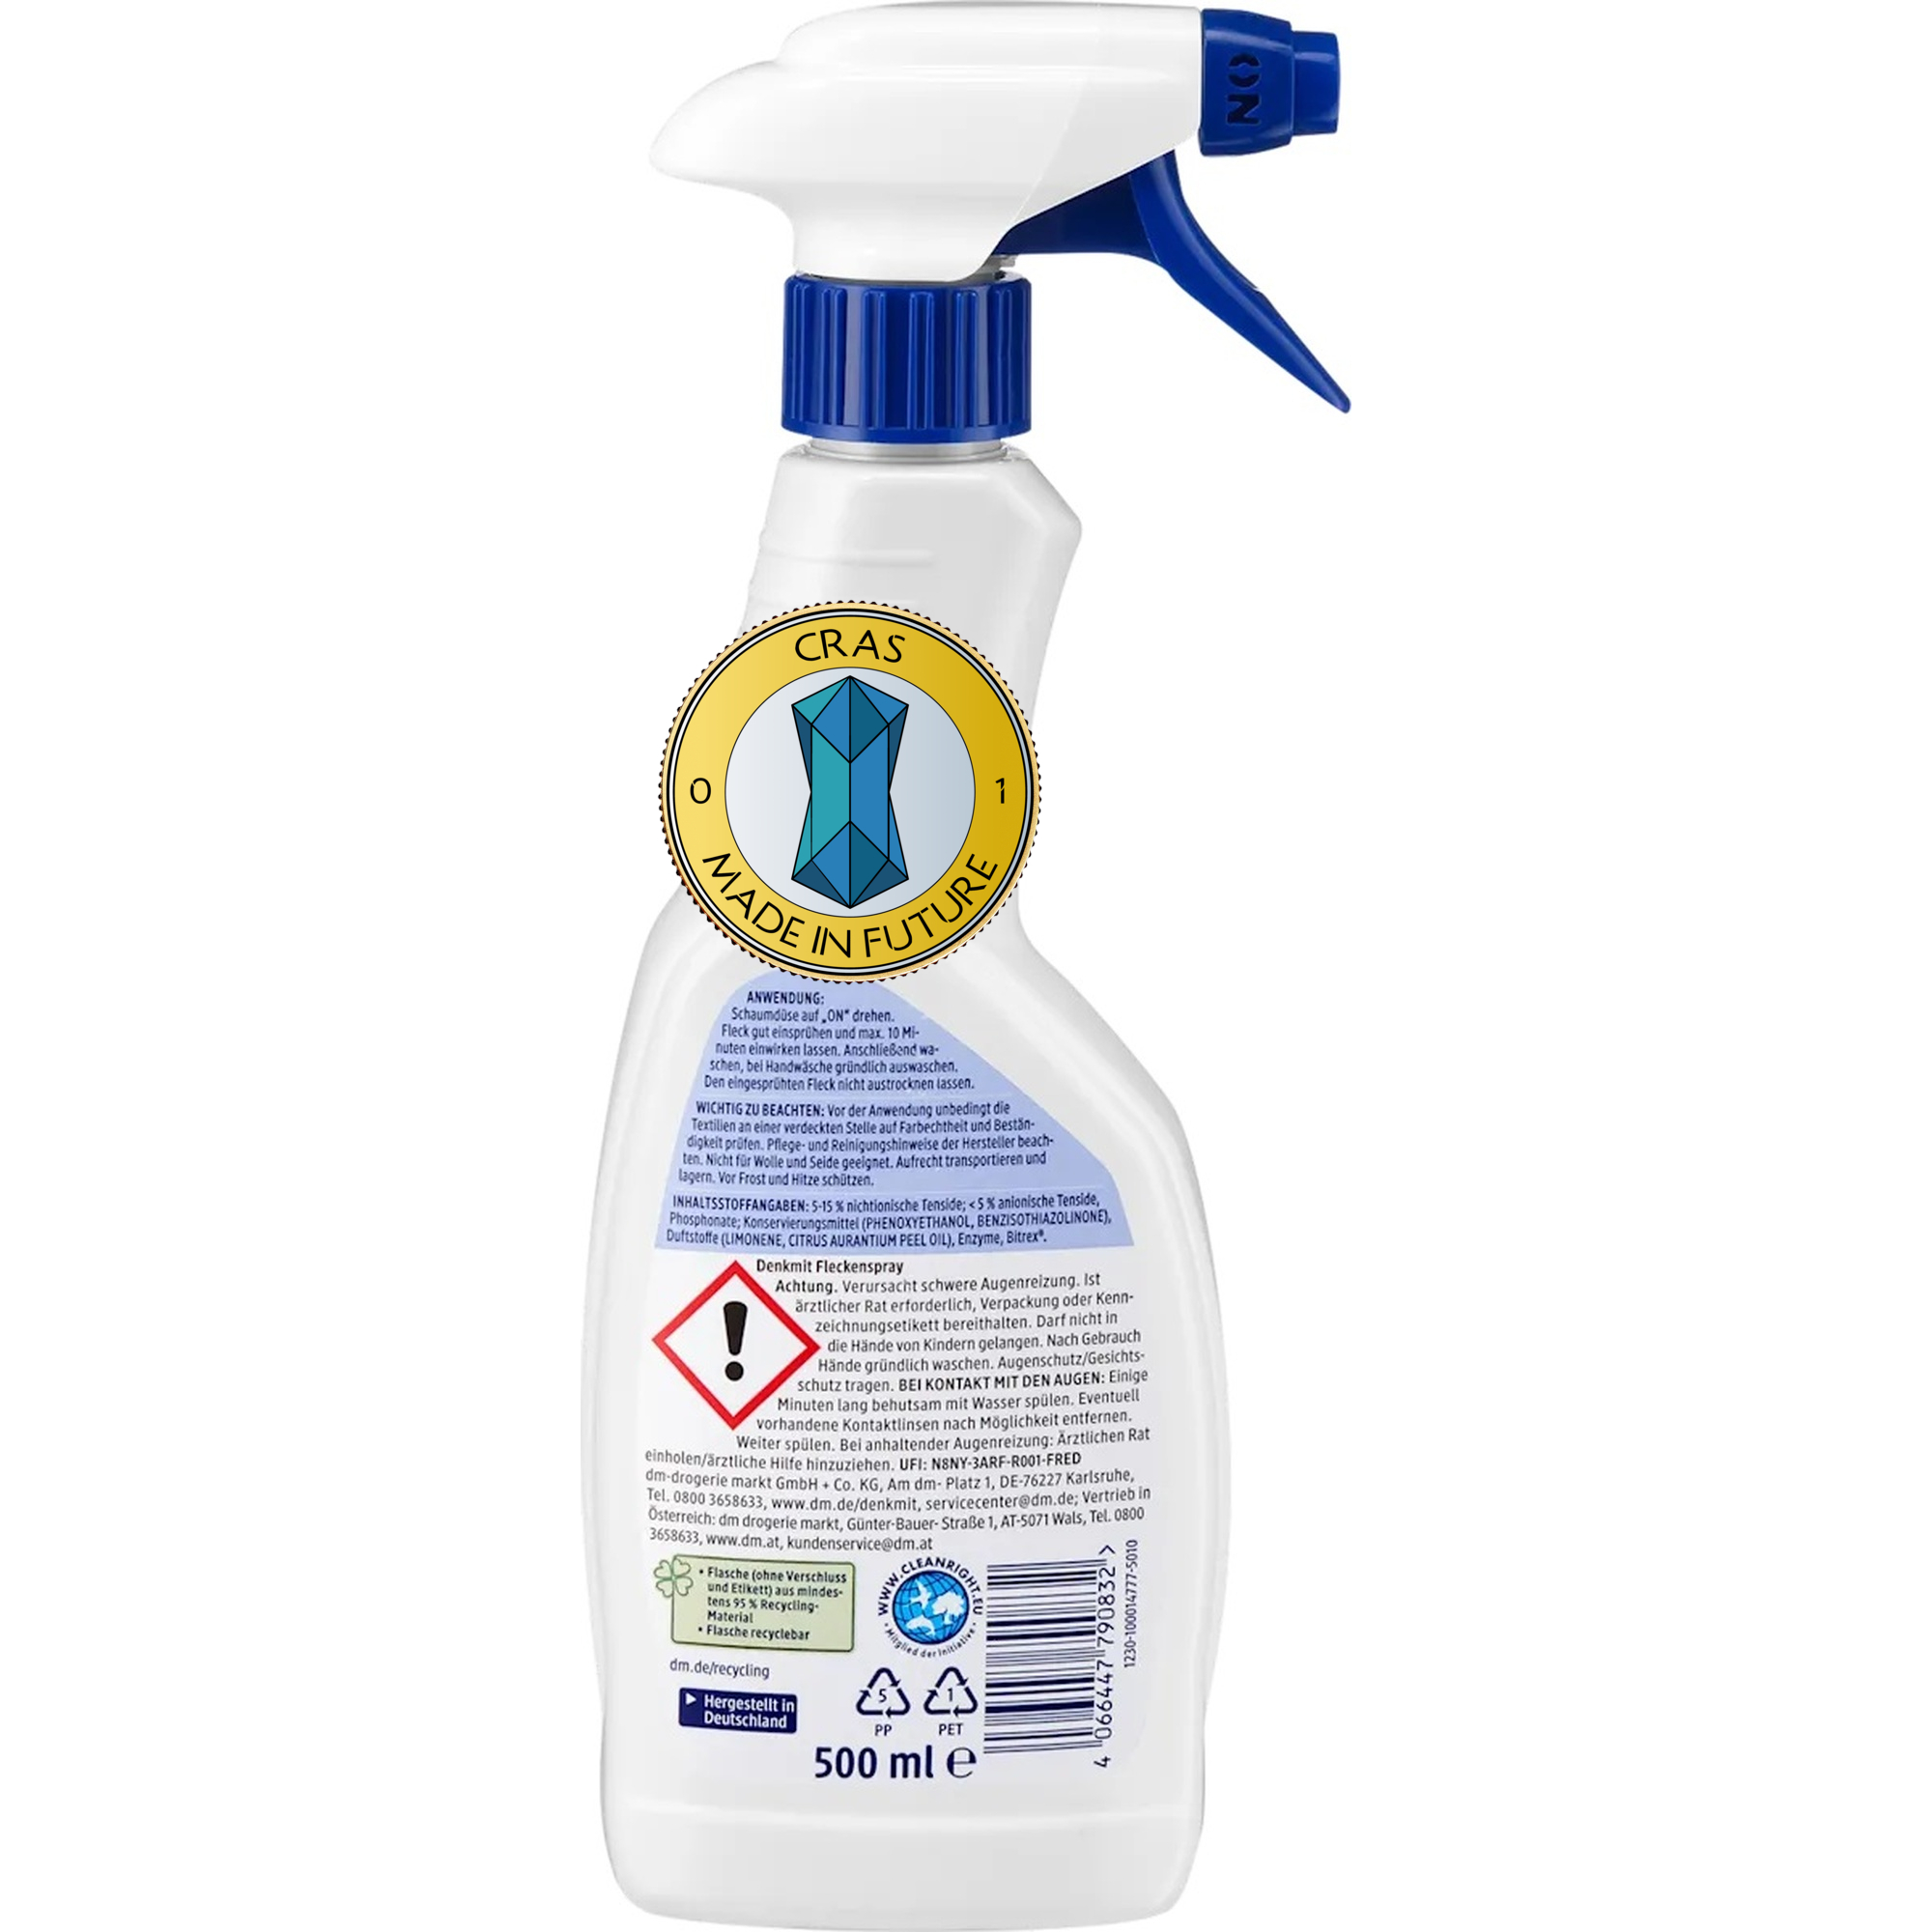 NO
CRAS
0
1
MADE IN FUTURE
ANWENDUNG:
Schaumdüse auf „ON“ drehen.
Fleck gut einsprühen und max. 10 Mi-
nuten einwirken lassen. Anschließend wa-
schen, bei Handwäsche gründlich auswaschen.
Den eingesprühten Fleck nicht austrocknen lassen.
WICHTIG ZU BEACHTEN: Vor der Anwendung unbedingt die
Textilien an einer verdeckten Stelle auf Farbechtheit und Bestän-
digkeit prüfen. Pflege- und Reinigungshinweise der Hersteller beach-
ten. Nicht für Wolle und Seide geeignet. Aufrecht transportieren und
lagern. Vor Frost und Hitze schützen.
INHALTSSTOFFANGABEN: 5-15 % nichtionische Tenside; < 5 % anionische Tenside,
Phosphonate; Konservierungsmittel (PHENOXYETHANOL, BENZISOTHIAZOLINONE),
Duftstoffe (LIMONENE, CITRUS AURANTIUM PEEL OIL), Enzyme, Bitrex®.
Denkmit Fleckenspray
Achtung. Verursacht schwere Augenreizung. Ist
ärztlicher Rat erforderlich, Verpackung oder Kenn-
zeichnungsetikett bereithalten. Darf nicht in
die Hände von Kindern gelangen. Nach Gebrauch
Hände gründlich waschen. Augenschutz/Gesichts-
schutz tragen. BEI KONTAKT MIT DEN AUGEN: Einige
Minuten lang behutsam mit Wasser spülen. Eventuell
vorhandene Kontaktlinsen nach Möglichkeit entfernen.
Weiter spülen. Bei anhaltender Augenreizung: Ärztlichen Rat
einholen/ärztliche Hilfe hinzuziehen. UFI: N8NY-3ARF-R001-FRED
dm-drogerie markt GmbH + Co. KG, Am dm- Platz 1, DE-76227 Karlsruhe,
Tel. 0800 3658633, www.dm.de/denkmit, servicecenter@dm.de; Vertrieb in
Österreich: dm drogerie markt, Günter-Bauer- Straße 1, AT-5071 Wals, Tel. 0800
3658633, www.dm.at, kundenservice@dm.at
• Flasche (ohne Verschluss
und Etikett) aus mindes-
tens 95 % Recycling-
Material
• Flasche recyclebar
dm.de/recycling
Hergestellt in
Deutschland
WWW.CLEANRIGHT.EU
• Mitglied der Initiative •
5
PP
1
PET
500 ml ℮
4 066447 790832 >
1230-100014777-5010